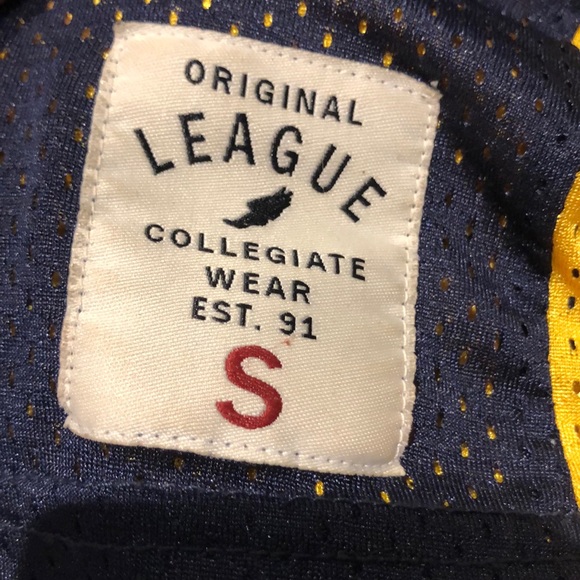 ORIGINAL
LEAGUE
COLLEGIATE
WEAR
EST. 91
S